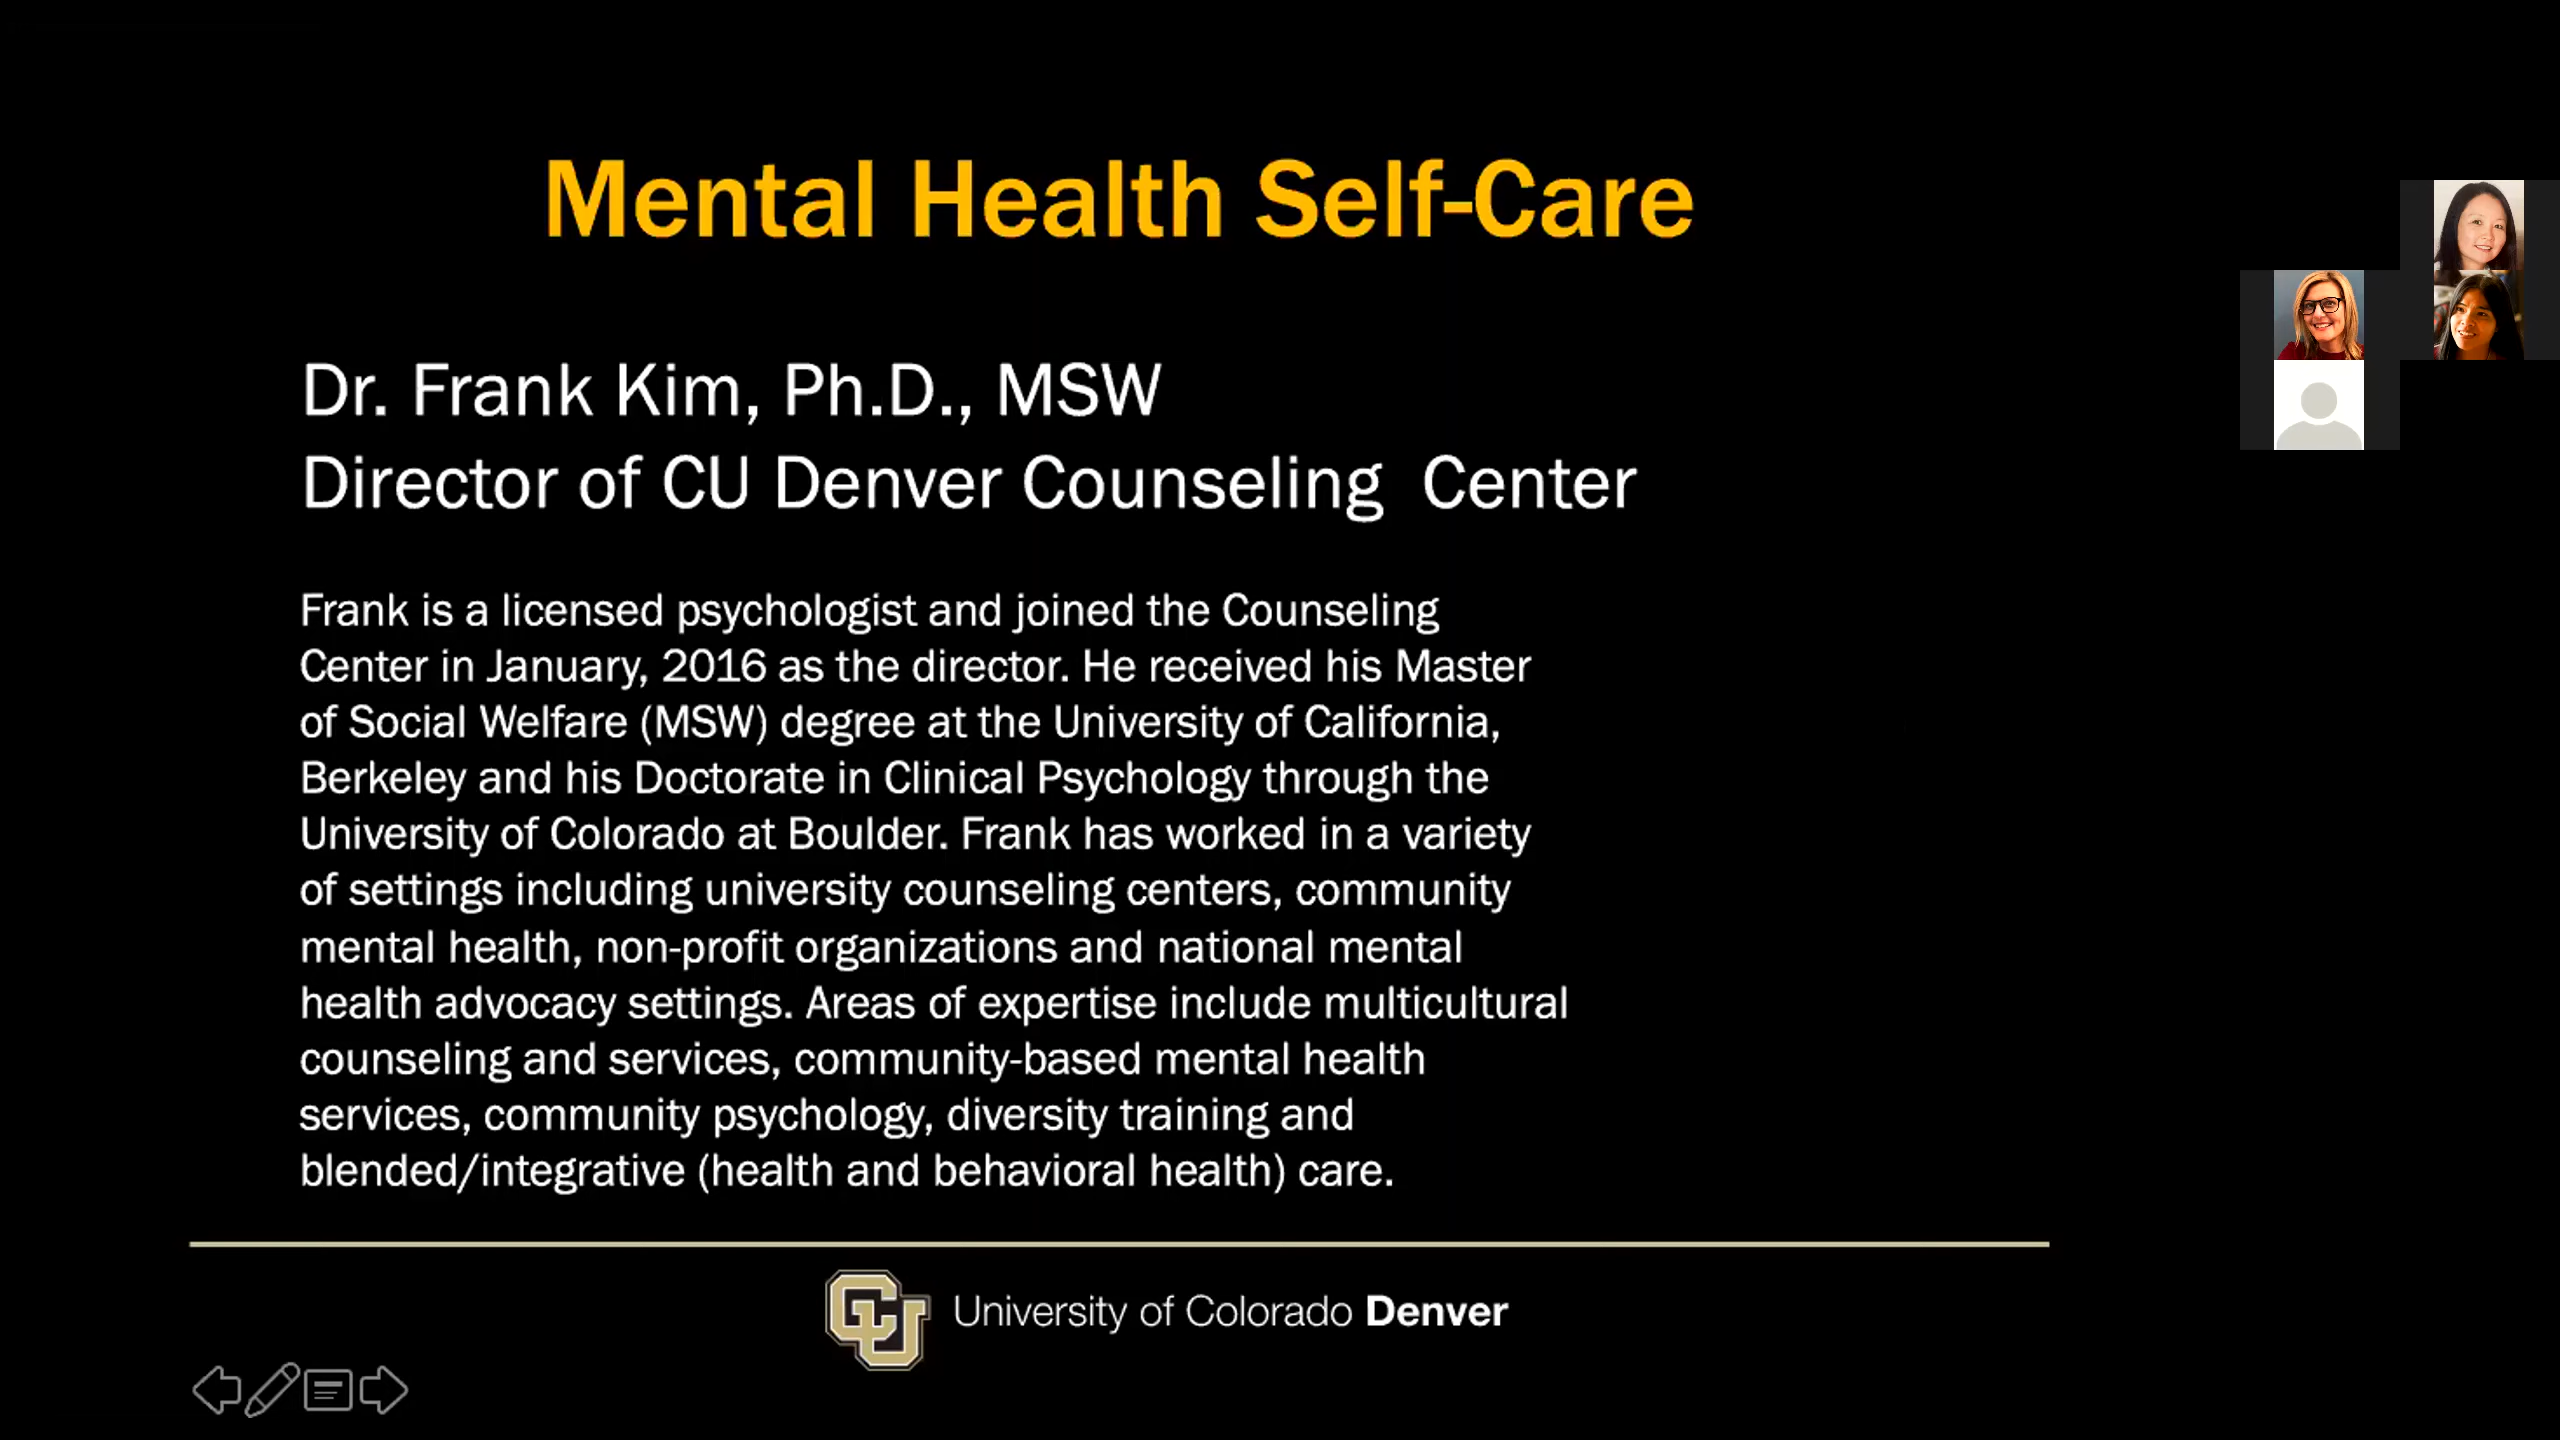 Mental Health Self-Care
Dr. Frank Kim, Ph.D., MSW
Director of CU Denver Counseling  Center
Frank is a licensed psychologist and joined the Counseling
Center in January, 2016 as the director. He received his Master
of Social Welfare (MSW) degree at the University of California,
Berkeley and his Doctorate in Clinical Psychology through the
University of Colorado at Boulder. Frank has worked in a variety
of settings including university counseling centers, community
mental health, non-profit organizations and national mental
health advocacy settings. Areas of expertise include multicultural
counseling and services, community-based mental health
services, community psychology, diversity training and
blended/integrative (health and behavioral health) care.
CU University of Colorado Denver